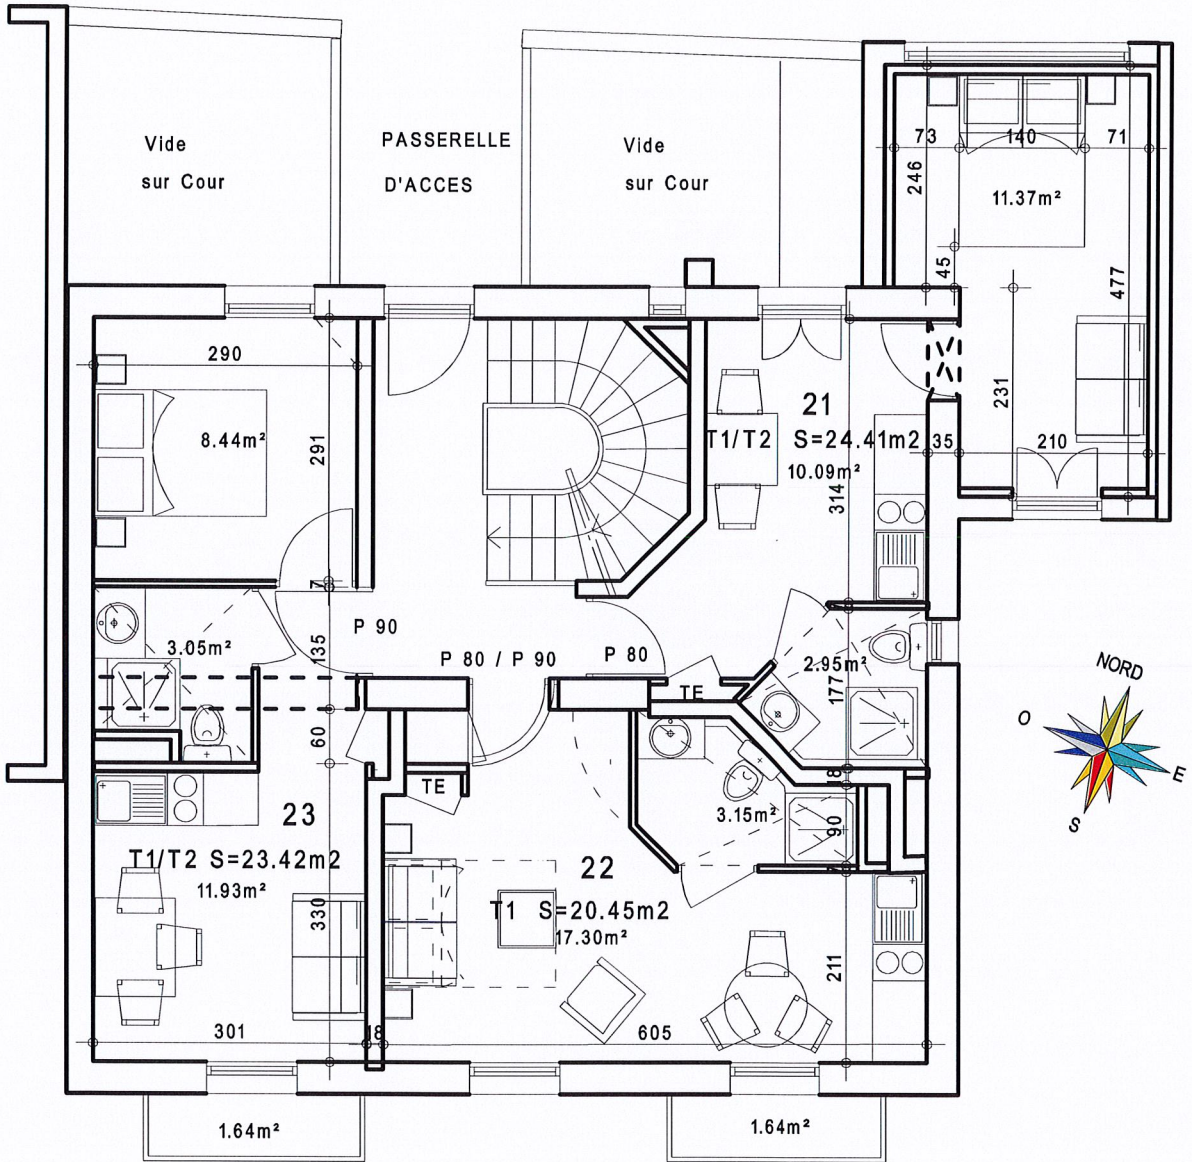 Vide
sur Cour
PASSERELLE
D'ACCES
Vide
sur Cour
73
140
71
246
11.37m²
45
477
290
8.44m²
291
21
T1/T2 S=24.41m2
10.09m²
314
231
35
210
7
3.05m²
135
P 90
P 80 / P 90
P 80
TE
2.95m²
177
60
TE
18
3.15m²
90
7
NORD
O
E
S
23
T1/T2 S=23.42m2
11.93m²
330
22
T1 S=20.45m2
17.30m²
211
301
18
605
1.64m²
1.64m²